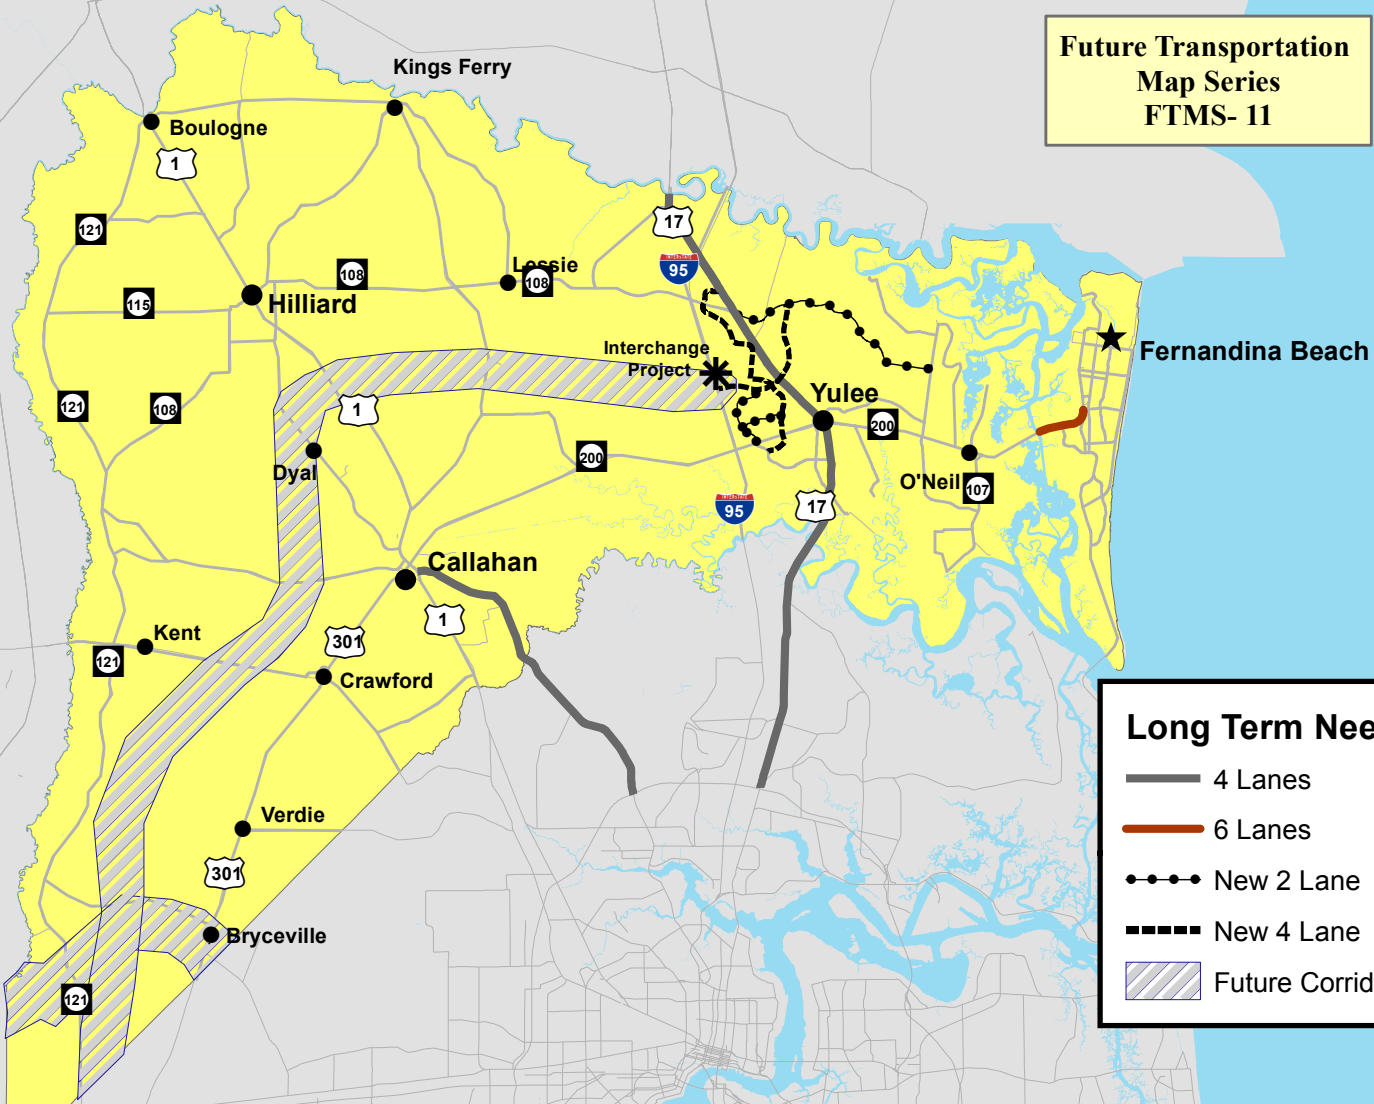 Future Transportation
Map Series
FTMS- 11
Kings Ferry
Boulogne
1
121
17
INTERSTATE
95
Lessie
108
108
115
Hilliard
Interchange
Project
Fernandina Beach
121
108
1
Yulee
200
Dyal
200
O'Neil
107
INTERSTATE
95
17
Callahan
1
301
Kent
121
Crawford
Verdie
301
Bryceville
121
Long Term Nee
4 Lanes
6 Lanes
New 2 Lane
New 4 Lane
Future Corrid